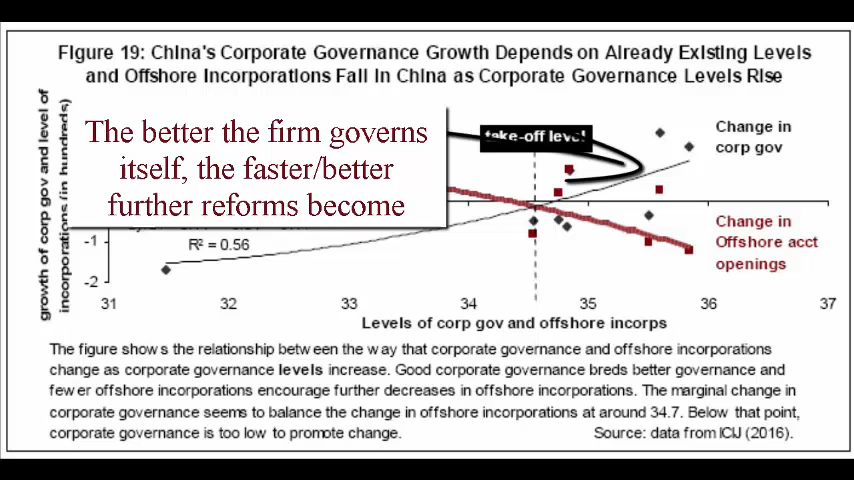 Figure 19: China's Corporate Governance Growth Depends on Already Existing Levels
and Offshore Incorporations Fall in China as Corporate Governance Levels Rise
growth of corp gov and level of
incorporations (in hundreds)
The better the firm governs
itself, the faster/better
further reforms become
take-off level
Change in
corp gov
Change in
Offshore acct
openings
-1
R² = 0.56
-2
31 32 33 34 35 36 37
Levels of corp gov and offshore incorps
The figure shows the relationship between the way that corporate governance and offshore incorporations
change as corporate governance levels increase. Good corporate governance breds better governance and
fewer offshore incorporations encourage further decreases in offshore incorporations. The marginal change in
corporate governance seems to balance the change in offshore incorporations at around 34.7. Below that point,
corporate governance is too low to promote change.
Source: data from ICIJ (2016).